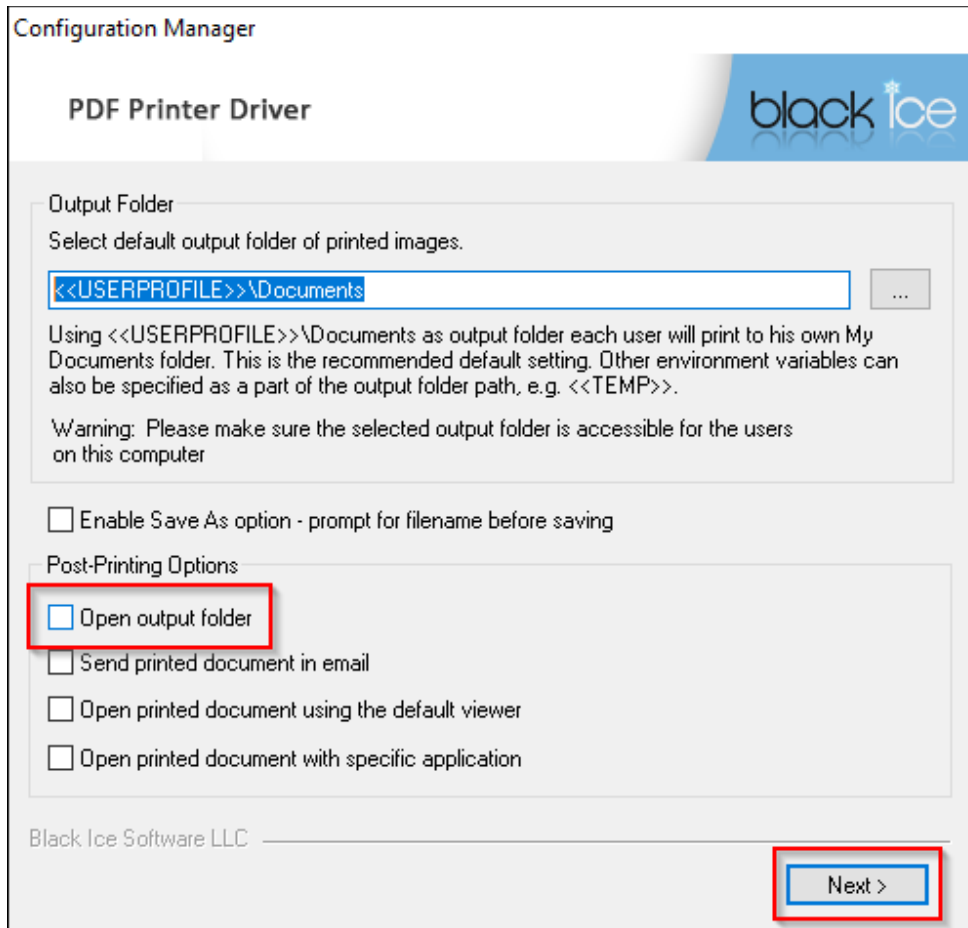 Configuration Manager
PDF Printer Driver
black ice
Output Folder
Select default output folder of printed images.
<<USERPROFILE>>\Documents
...
Using <<USERPROFILE>>\Documents as output folder each user will print to his own My
Documents folder. This is the recommended default setting. Other environment variables can
also be specified as a part of the output folder path, e.g. <<TEMP>>.
Warning: Please make sure the selected output folder is accessible for the users
on this computer
Enable Save As option - prompt for filename before saving
Post-Printing Options
Open output folder
Send printed document in email
Open printed document using the default viewer
Open printed document with specific application
Black Ice Software LLC
Next >